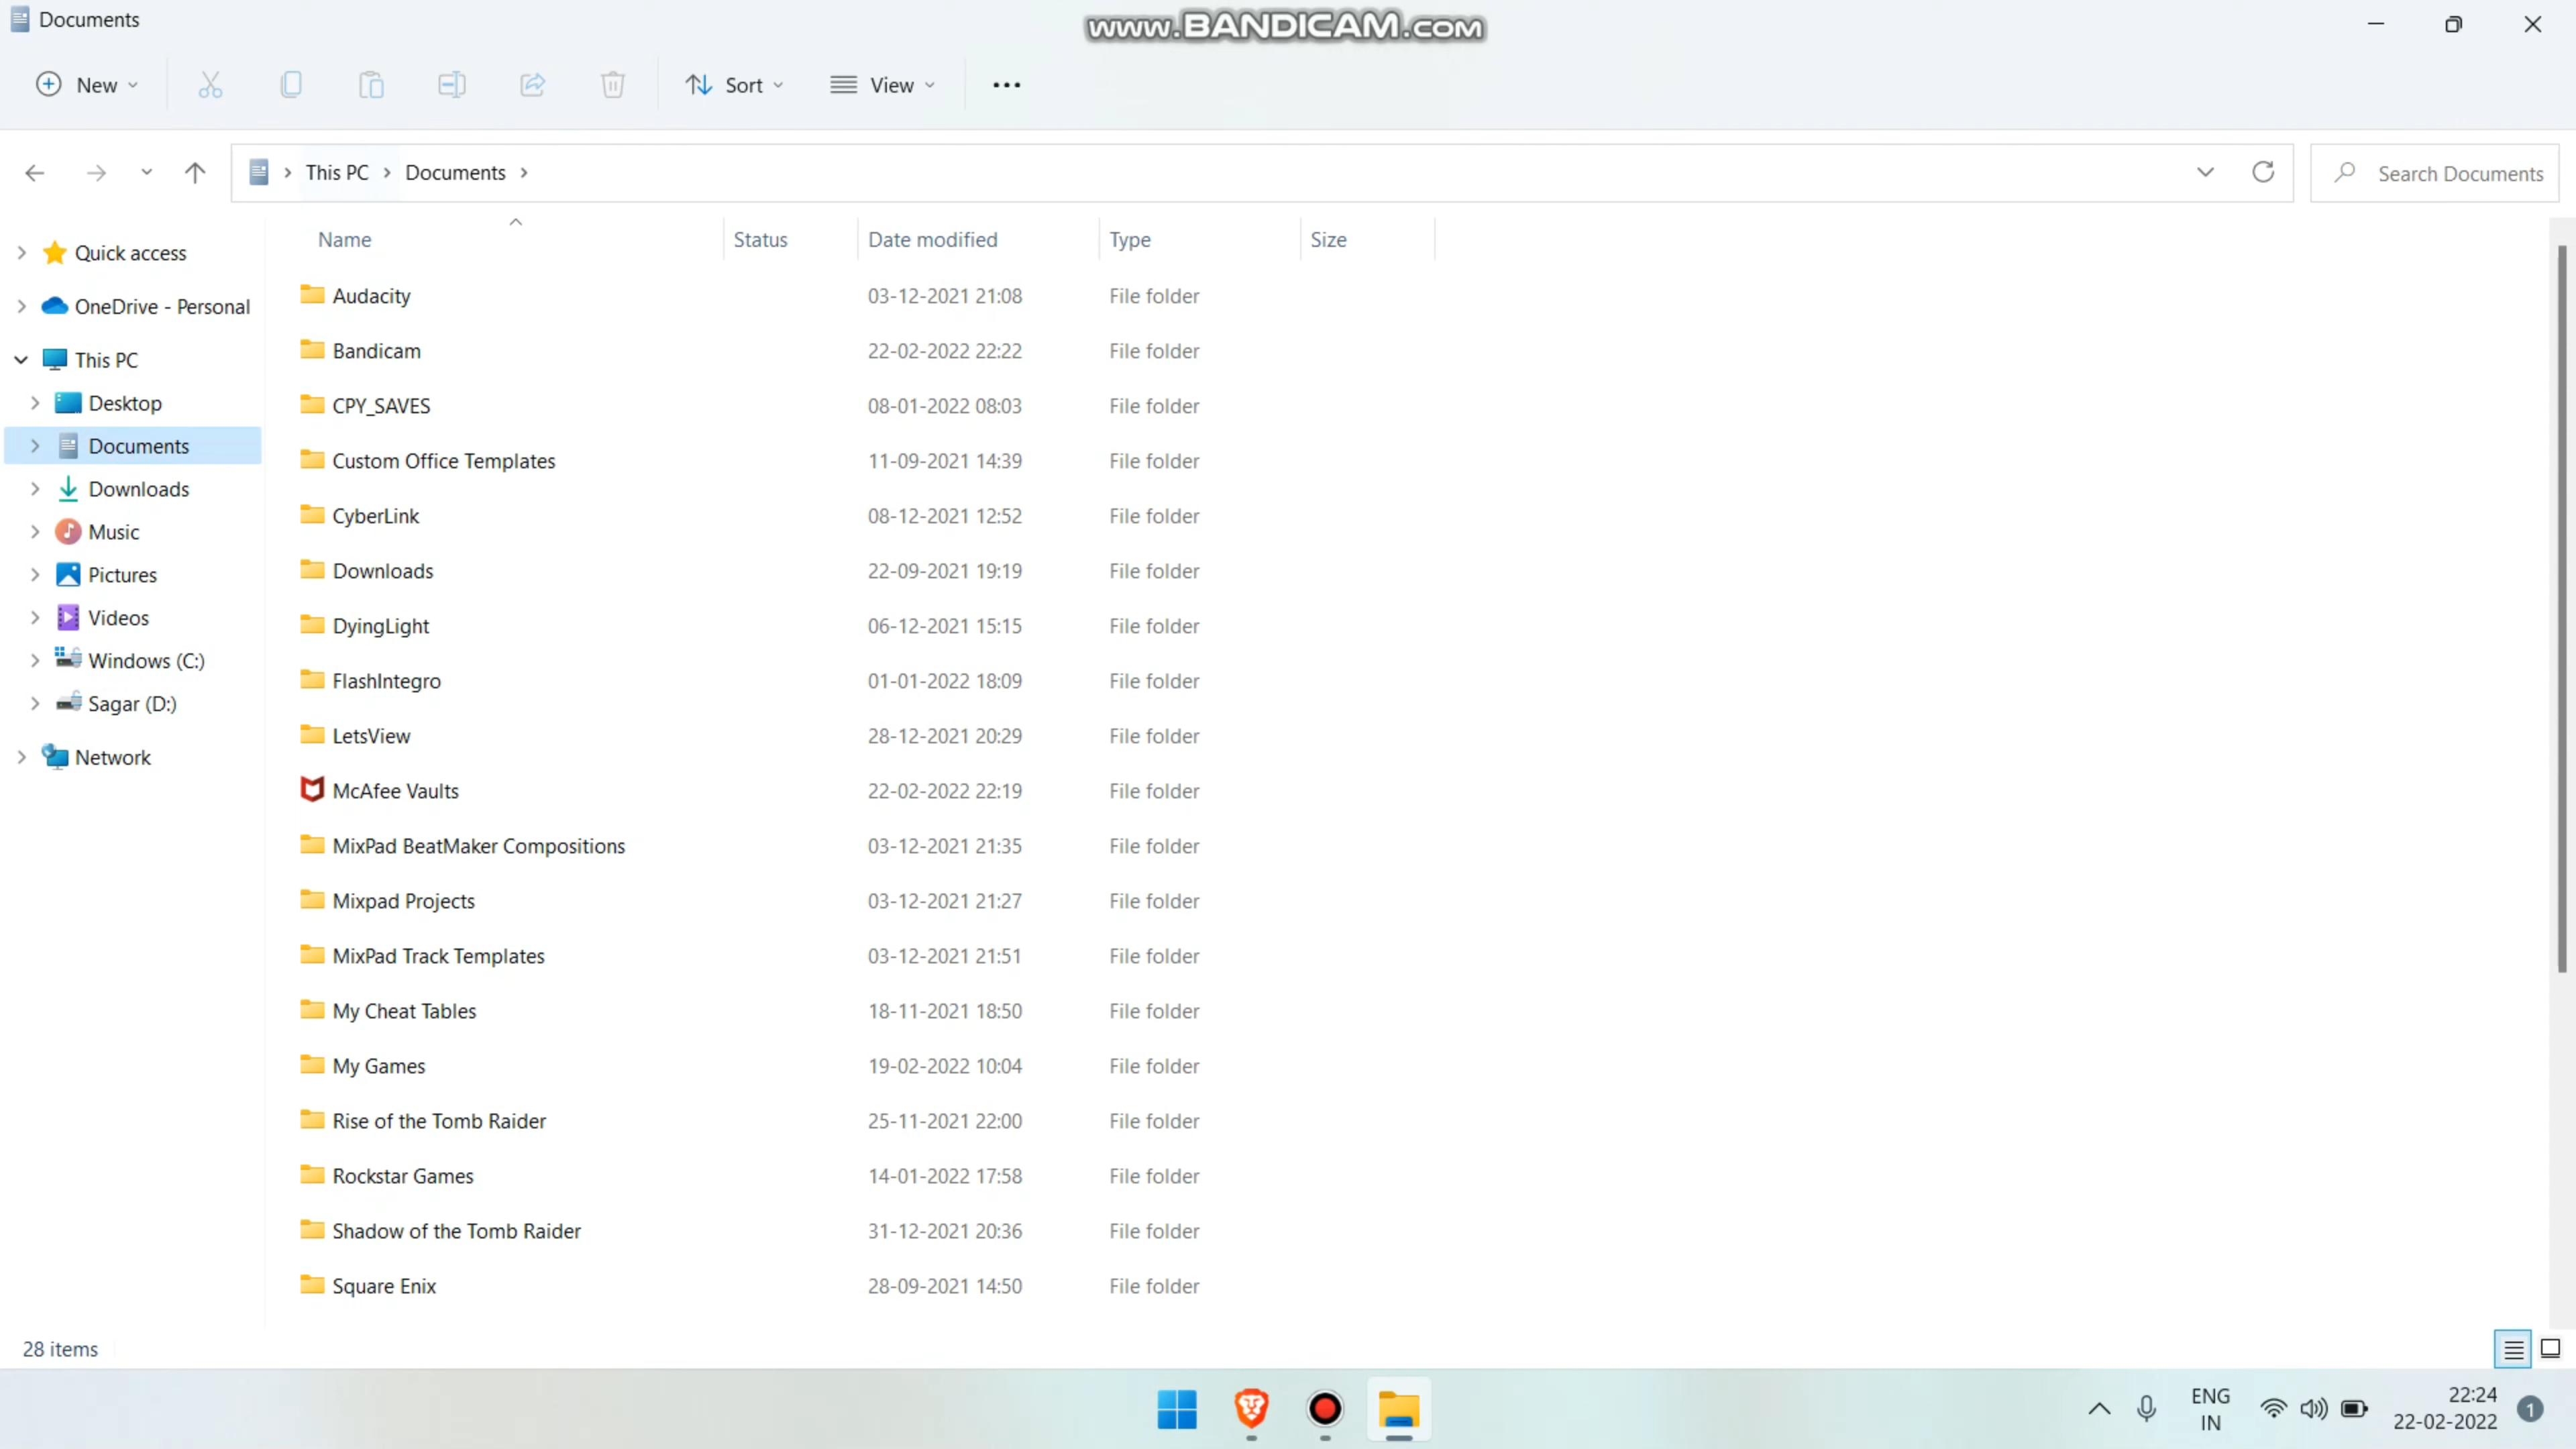 Documents
www.BANDICAM.com
New
Sort
View
This PC
Documents
Search Documents
Name
Status
Date modified
Type
Size
Quick access
OneDrive - Personal
This PC
Desktop
Documents
Downloads
Music
Pictures
Videos
Windows (C:)
Sagar (D:)
Network
Audacity 03-12-2021 21:08 File folder
Bandicam 22-02-2022 22:22 File folder
CPY_SAVES 08-01-2022 08:03 File folder
Custom Office Templates 11-09-2021 14:39 File folder
CyberLink 08-12-2021 12:52 File folder
Downloads 22-09-2021 19:19 File folder
DyingLight 06-12-2021 15:15 File folder
FlashIntegro 01-01-2022 18:09 File folder
LetsView 28-12-2021 20:29 File folder
McAfee Vaults 22-02-2022 22:19 File folder
MixPad BeatMaker Compositions 03-12-2021 21:35 File folder
Mixpad Projects 03-12-2021 21:27 File folder
MixPad Track Templates 03-12-2021 21:51 File folder
My Cheat Tables 18-11-2021 18:50 File folder
My Games 19-02-2022 10:04 File folder
Rise of the Tomb Raider 25-11-2021 22:00 File folder
Rockstar Games 14-01-2022 17:58 File folder
Shadow of the Tomb Raider 31-12-2021 20:36 File folder
Square Enix 28-09-2021 14:50 File folder
28 items
ENG
IN
22:24
22-02-2022
1